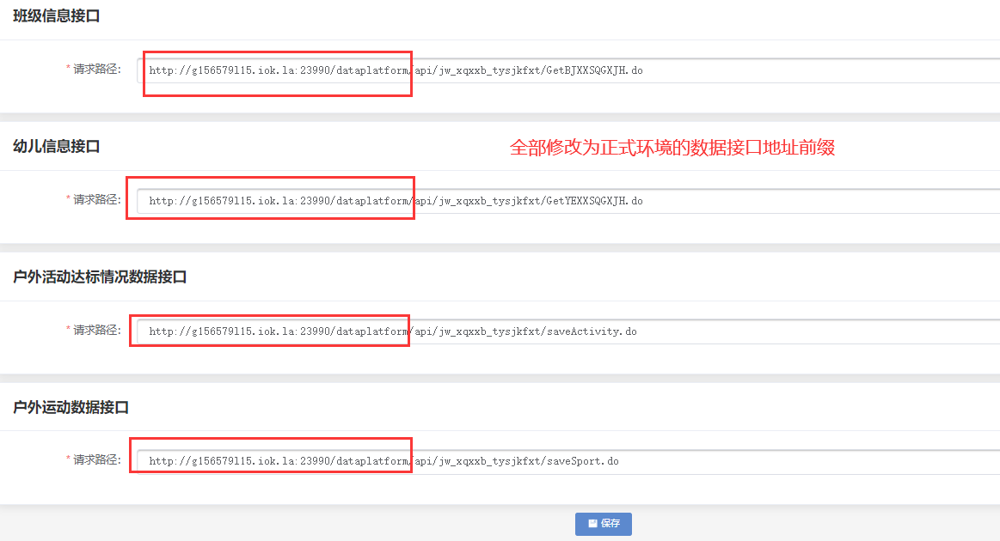 班级信息接口
* 请求路径: http://g156579l15.iok.la:23990/dataplatform/api/jw_xqxxb_tysjkfxt/GetBJXXSQGXJH.do
幼儿信息接口
全部修改为正式环境的数据接口地址前缀
* 请求路径: http://g156579l15.iok.la:23990/dataplatform/api/jw_xqxxb_tysjkfxt/GetYEXXSQGXJH.do
户外活动达标情况数据接口
* 请求路径: http://g156579l15.iok.la:23990/dataplatform/api/jw_xqxxb_tysjkfxt/saveActivity.do
户外运动数据接口
* 请求路径: http://g156579l15.iok.la:23990/dataplatform/api/jw_xqxxb_tysjkfxt/saveSport.do
保存